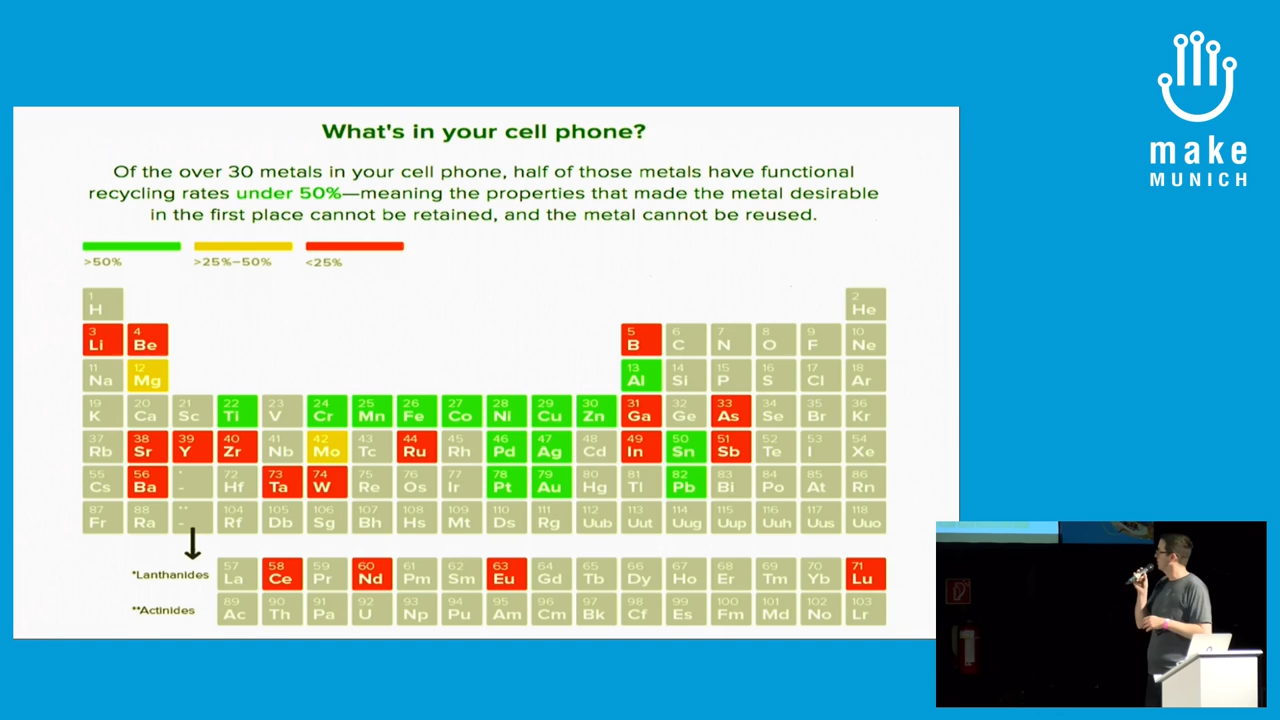 make
MUNICH
What's in your cell phone?
Of the over 30 metals in your cell phone, half of those metals have functional
recycling rates under 50%—meaning the properties that made the metal desirable
in the first place cannot be retained, and the metal cannot be reused.
>50% >25%–50% <25%
1 2
H He
3 4 5 6 7 8 9 10
Li Be B C N O F Ne
11 12 13 14 15 16 17 18
Na Mg Al Si P S Cl Ar
19 20 21 22 23 24 25 26 27 28 29 30 31 32 33 34 35 36
K Ca Sc Ti V Cr Mn Fe Co Ni Cu Zn Ga Ge As Se Br Kr
37 38 39 40 41 42 43 44 45 46 47 48 49 50 51 52 53 54
Rb Sr Y Zr Nb Mo Tc Ru Rh Pd Ag Cd In Sn Sb Te I Xe
55 56 * 72 73 74 75 76 77 78 79 80 81 82 83 84 85 86
Cs Ba - Hf Ta W Re Os Ir Pt Au Hg Tl Pb Bi Po At Rn
87 88 ** 104 105 106 107 108 109 110 111 112 113 114 115 116 117 118
Fr Ra - Rf Db Sg Bh Hs Mt Ds Rg Uub Uut Uuq Uup Uuh Uus Uuo
57 58 59 60 61 62 63 64 65 66 67 68 69 70 71
*Lanthanides La Ce Pr Nd Pm Sm Eu Gd Tb Dy Ho Er Tm Yb Lu
89 90 91 92 93 94 95 96 97 98 99 100 101 102 103
**Actinides Ac Th Pa U Np Pu Am Cm Bk Cf Es Fm Md No Lr